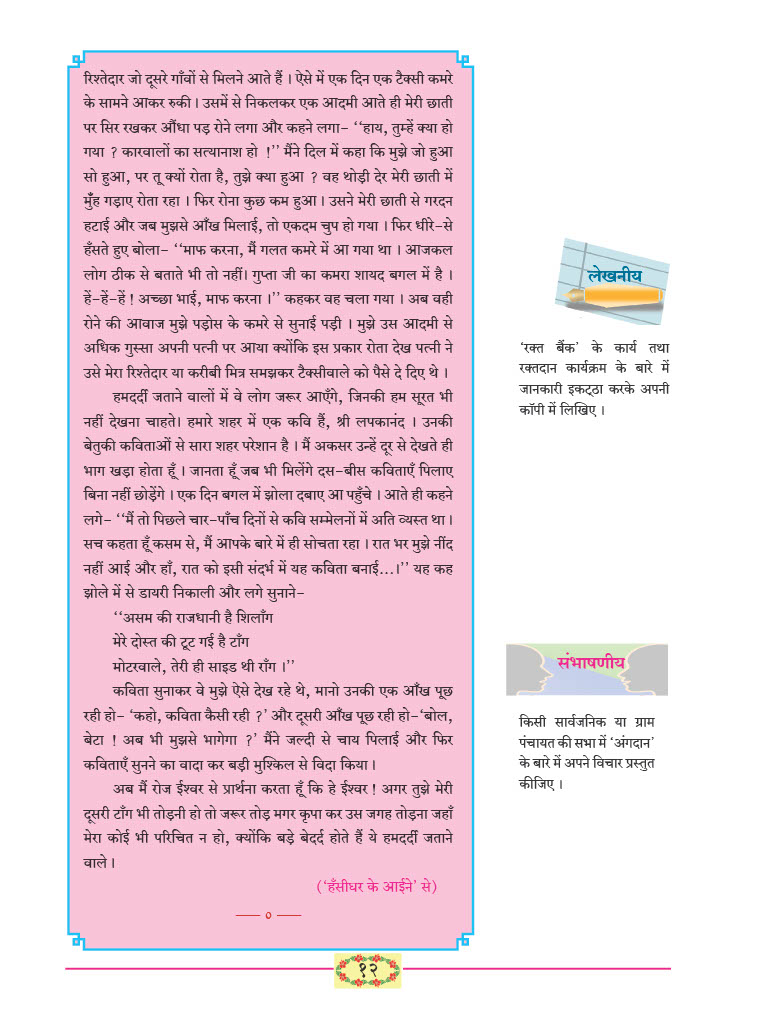 रिश्तेदार जो दूसरे गाँवों से मिलने आते हैं । ऐसे में एक दिन एक टैक्सी कमरे
के सामने आकर रुकी । उसमें से निकलकर एक आदमी आते ही मेरी छाती
पर सिर रखकर औंधा पड़ रोने लगा और कहने लगा- ‘‘हाय, तुम्हें क्या हो
गया ? कारवालों का सत्यानाश हो !’’ मैंने दिल में कहा कि मुझे जो हुआ
सो हुआ, पर तू क्यों रोता है, तुझे क्या हुआ ? वह थोड़ी देर मेरी छाती में
मुँह गड़ाए रोता रहा । फिर रोना कुछ कम हुआ । उसने मेरी छाती से गरदन
हटाई और जब मुझसे आँख मिलाई, तो एकदम चुप हो गया । फिर धीरे-से
हँसते हुए बोला- ‘‘माफ करना, मैं गलत कमरे में आ गया था । आजकल
लोग ठीक से बताते भी तो नहीं। गुप्ता जी का कमरा शायद बगल में है ।
हें-हें-हें ! अच्छा भाई, माफ करना ।’’ कहकर वह चला गया । अब वही
रोने की आवाज मुझे पड़ोस के कमरे से सुनाई पड़ी । मुझे उस आदमी से
अधिक गुस्सा अपनी पत्नी पर आया क्योंकि इस प्रकार रोता देख पत्नी ने
उसे मेरा रिश्तेदार या करीबी मित्र समझकर टैक्सीवाले को पैसे दे दिए थे ।
हमदर्दी जताने वालों में वे लोग जरूर आएँगे, जिनकी हम सूरत भी
नहीं देखना चाहते। हमारे शहर में एक कवि हैं, श्री लपकानंद । उनकी
बेतुकी कविताओं से सारा शहर परेशान है । मैं अकसर उन्हें दूर से देखते ही
भाग खड़ा होता हूँ । जानता हूँ जब भी मिलेंगे दस-बीस कविताएँ पिलाए
बिना नहीं छोड़ेंगे । एक दिन बगल में झोला दबाए आ पहुँचे । आते ही कहने
लगे- ‘‘मैं तो पिछले चार-पाँच दिनों से कवि सम्मेलनों में अति व्यस्त था ।
सच कहता हूँ कसम से, मैं आपके बारे में ही सोचता रहा । रात भर मुझे नींद
नहीं आई और हाँ, रात को इसी संदर्भ में यह कविता बनाई...।’’ यह कह
झोले में से डायरी निकाली और लगे सुनाने-
‘‘असम की राजधानी है शिलाँग
मेरे दोस्त की टूट गई है टाँग
मोटरवाले, तेरी ही साइड थी राँग ।’’
कविता सुनाकर वे मुझे ऐसे देख रहे थे, मानो उनकी एक आँख पूछ
रही हो- ‘कहो, कविता कैसी रही ?’ और दूसरी आँख पूछ रही हो-‘बोल,
बेटा ! अब भी मुझसे भागेगा ?’ मैंने जल्दी से चाय पिलाई और फिर
कविताएँ सुनने का वादा कर बड़ी मुश्किल से विदा किया ।
अब मैं रोज ईश्वर से प्रार्थना करता हूँ कि हे ईश्वर ! अगर तुझे मेरी
दूसरी टाँग भी तोड़नी हो तो जरूर तोड़ मगर कृपा कर उस जगह तोड़ना जहाँ
मेरा कोई भी परिचित न हो, क्योंकि बड़े बेदर्द होते हैं ये हमदर्दी जताने
वाले ।
(‘हँसीधर के आईने’ से)
—— ० ——
लेखनीय
‘रक्त बैंक’ के कार्य तथा
रक्तदान कार्यक्रम के बारे में
जानकारी इकट्ठा करके अपनी
कॉपी में लिखिए ।
संभाषणीय
किसी सार्वजनिक या ग्राम
पंचायत की सभा में ‘अंगदान’
के बारे में अपने विचार प्रस्तुत
कीजिए ।
१२